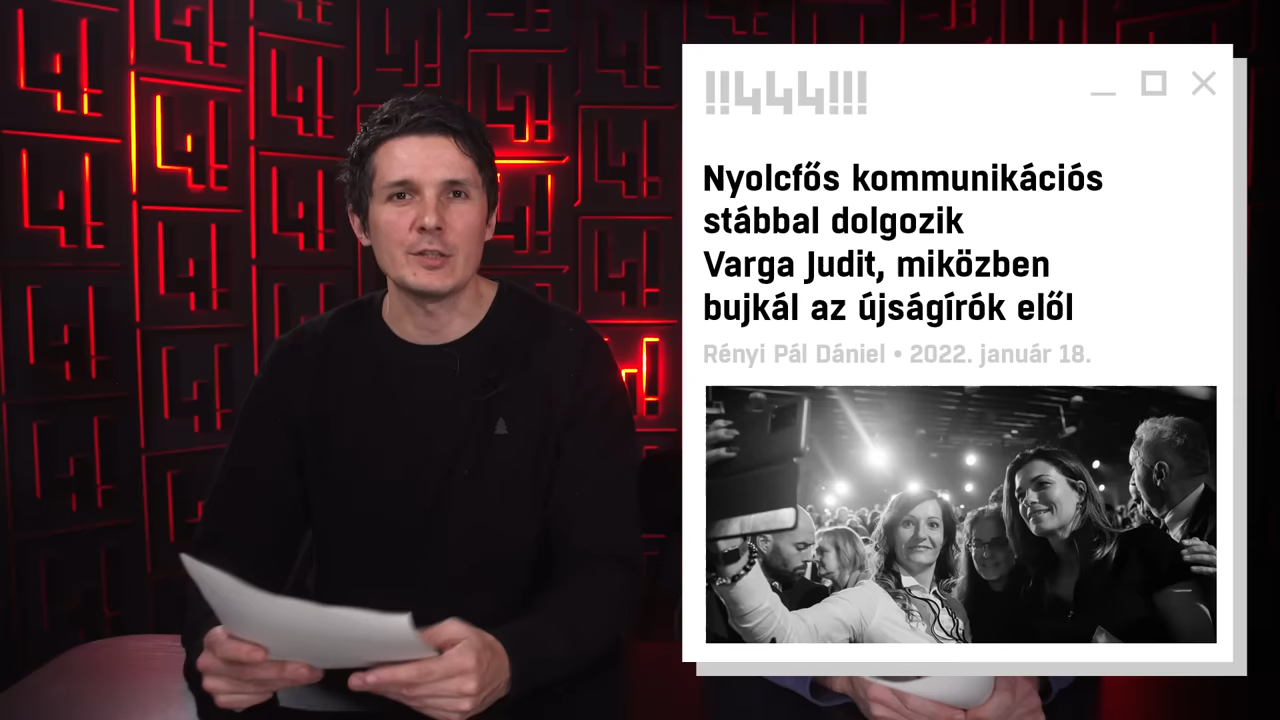 !!444!!!
Nyolcfős kommunikációs
stábbal dolgozik
Varga Judit, miközben
bujkál az újságírók elől
Rényi Pál Dániel • 2022. január 18.